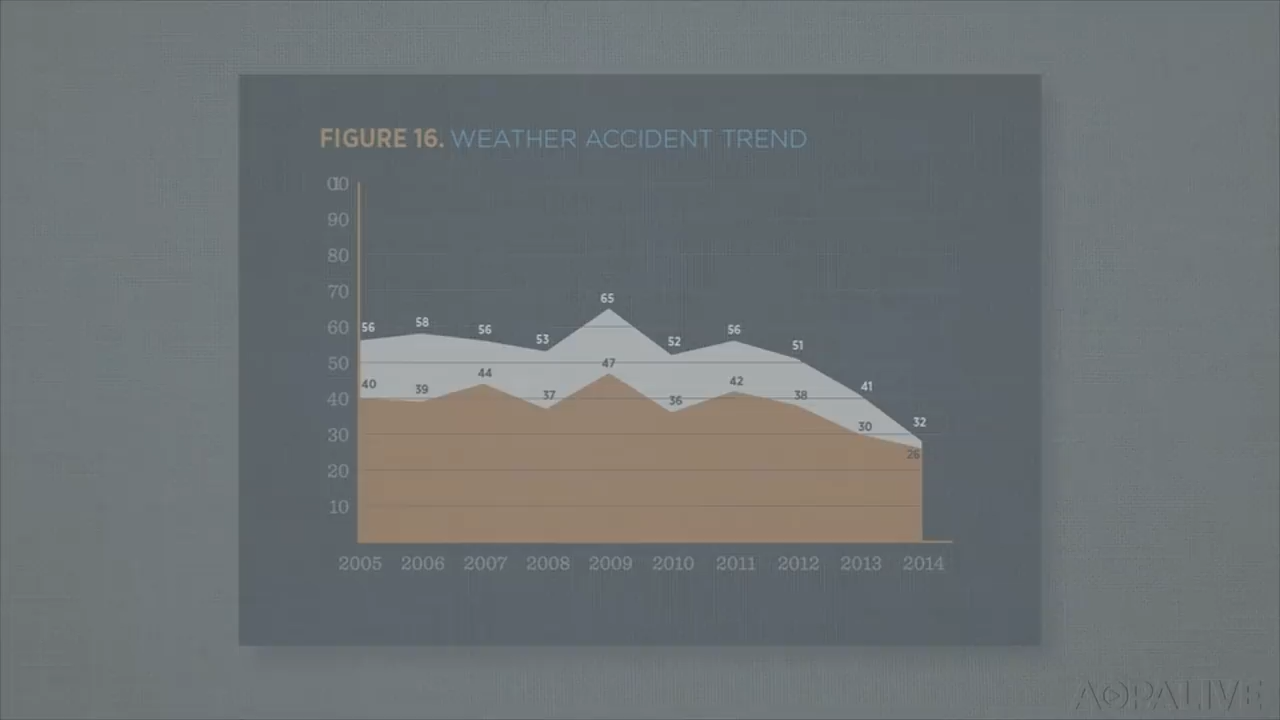 FIGURE 16. WEATHER ACCIDENT TREND
010
90
80
70
60
50
40
30
20
10
56 58 56 53 65 52 56 51 41 32
40 39 44 37 47 36 42 38 30 26
2005 2006 2007 2008 2009 2010 2011 2012 2013 2014
AOPA LIVE